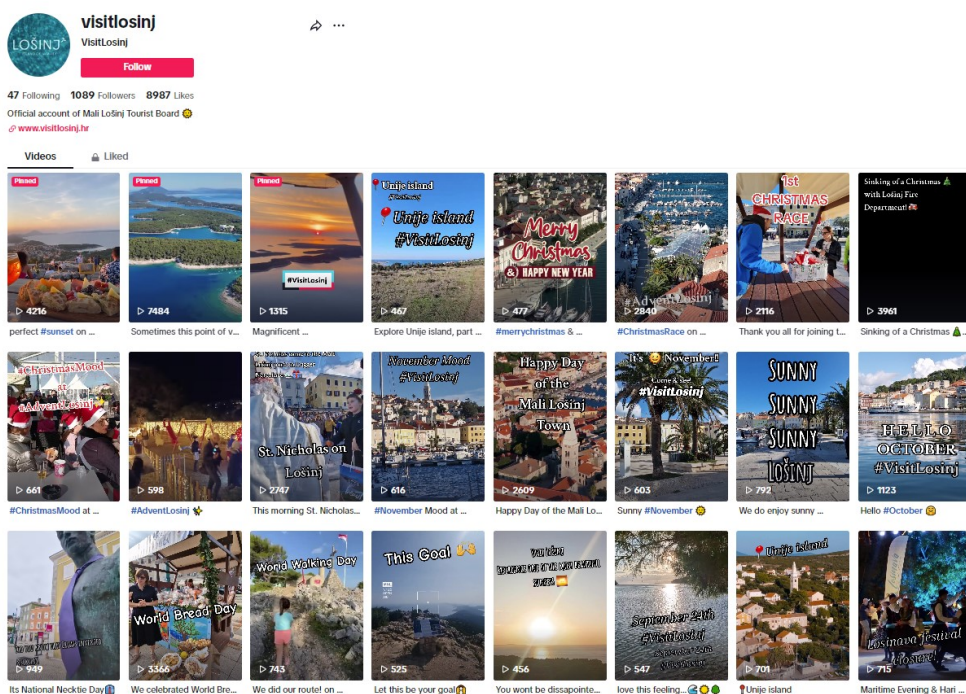 visitlosinj
VisitLosinj
LOŠINJ
Follow
47 Following 1089 Followers 8987 Likes
Official account of Mali Lošinj Tourist Board
www.visitlosinj.hr
Videos
Liked
Pinned
4216
perfect #sunset on ...
Pinned
7484
Sometimes this point of v...
Pinned
#VisitLosinj
1315
Magnificent ...
Unije island
Unije island
#VisitLosinj
467
Explore Unije island, part ...
Merry
Christmas
& HAPPY NEW YEAR
477
#merrychristmas & ...
#AdventLosinj
2840
#ChristmasRace on ...
1st
CHRISTMAS
RACE
2116
Thank you all for joining t...
Sinking of a Christmas
with Lošinj Fire
Department!
3961
Sinking of a Christmas
#ChristmasMood
at
#AdventLosinj
661
#ChristmasMood at ...
598
#AdventLosinj
St. Nicholas on
Lošinj
2747
This morning St. Nicholas...
November Mood
#VisitLosinj
616
#November Mood at ...
Happy Day
of the
Mali Lošinj
Town
2609
Happy Day of the Mali Lo...
It's November!
Come & see!
#VisitLosinj
603
Sunny #November
SUNNY
SUNNY
SUNNY
LOŠINJ
792
We do enjoy sunny ...
HELLO
OCTOBER
#VisitLosinj
1123
Hello #October
949
Its National Necktie Day
World Bread Day
3366
We celebrated World Bre...
World Walking Day
743
We did our route! on ...
This Goal
525
Let this be your goal
456
You wont be dissapointe...
September 24th
#VisitLosinj
547
love this feeling...
Unije island
701
Unije island
Losinava festival
closure!
715
Maritime Evening & Hari ...